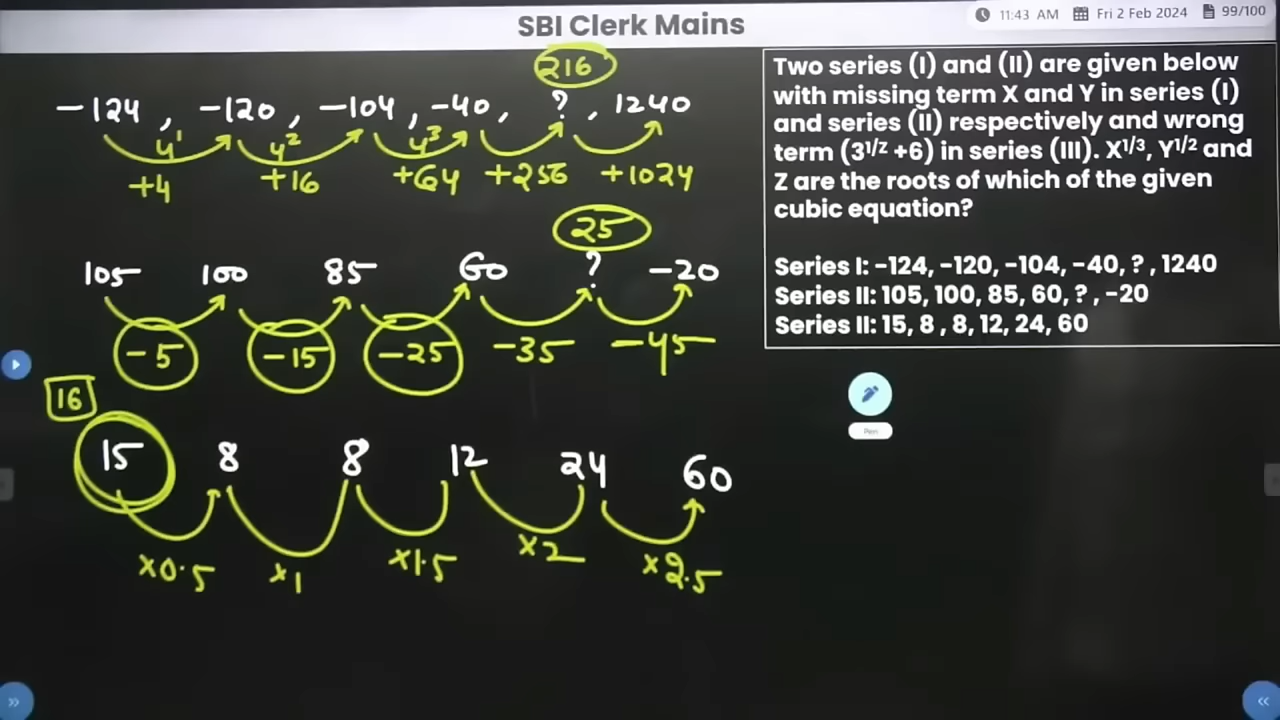 SBI Clerk Mains
11:43 AM Fri 2 Feb 2024 99/100
216
-124, -120, -104, -40, ?, 1240
4¹ 4² 4³
+4 +16 +64 +256 +1024
25
105 100 85 60 ? -20
-5 -15 -25 -35 -45
16
15 8 8 12 24 60
×0.5 ×1 ×1.5 ×2 ×2.5
Two series (I) and (II) are given below
with missing term X and Y in series (I)
and series (II) respectively and wrong
term (3^1/Z +6) in series (III). X^1/3, Y^1/2 and
Z are the roots of which of the given
cubic equation?
Series I: -124, -120, -104, -40, ? , 1240
Series II: 105, 100, 85, 60, ? , -20
Series II: 15, 8 , 8, 12, 24, 60
Pen
»
«